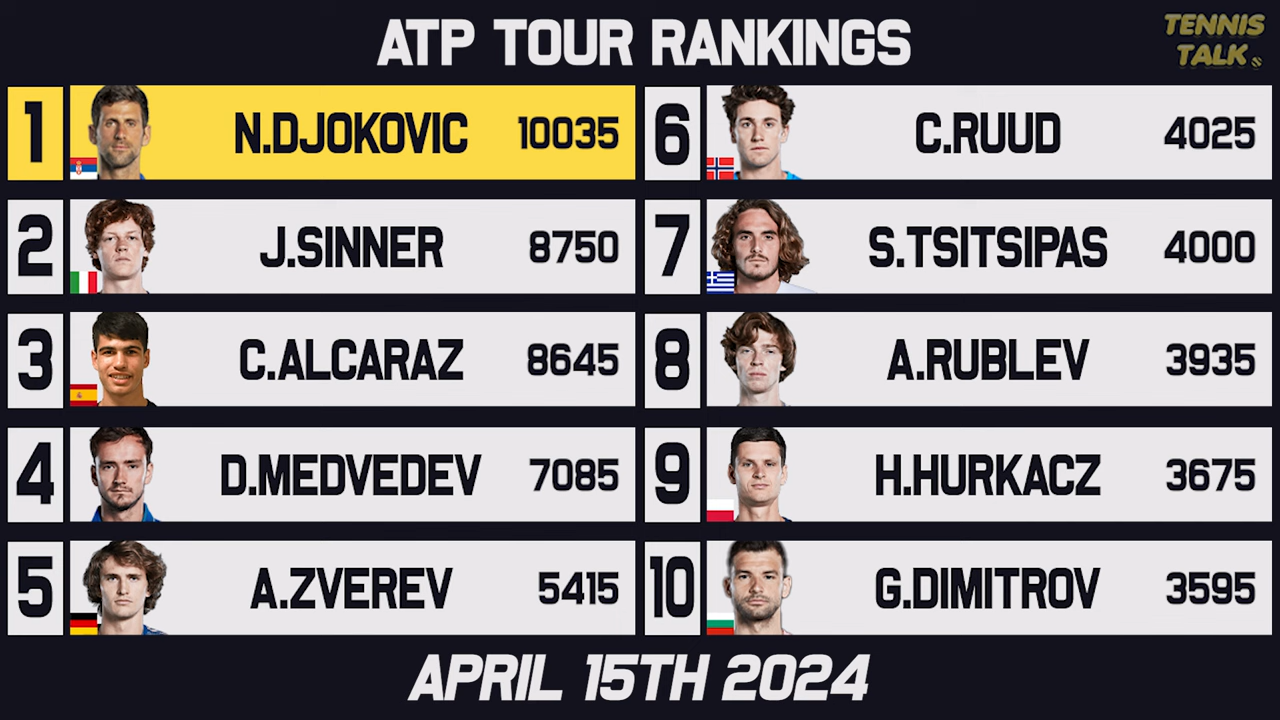 ATP TOUR RANKINGS
TENNIS
TALK
1 N.DJOKOVIC 10035
2 J.SINNER 8750
3 C.ALCARAZ 8645
4 D.MEDVEDEV 7085
5 A.ZVEREV 5415
6 C.RUUD 4025
7 S.TSITSIPAS 4000
8 A.RUBLEV 3935
9 H.HURKACZ 3675
10 G.DIMITROV 3595
APRIL 15TH 2024